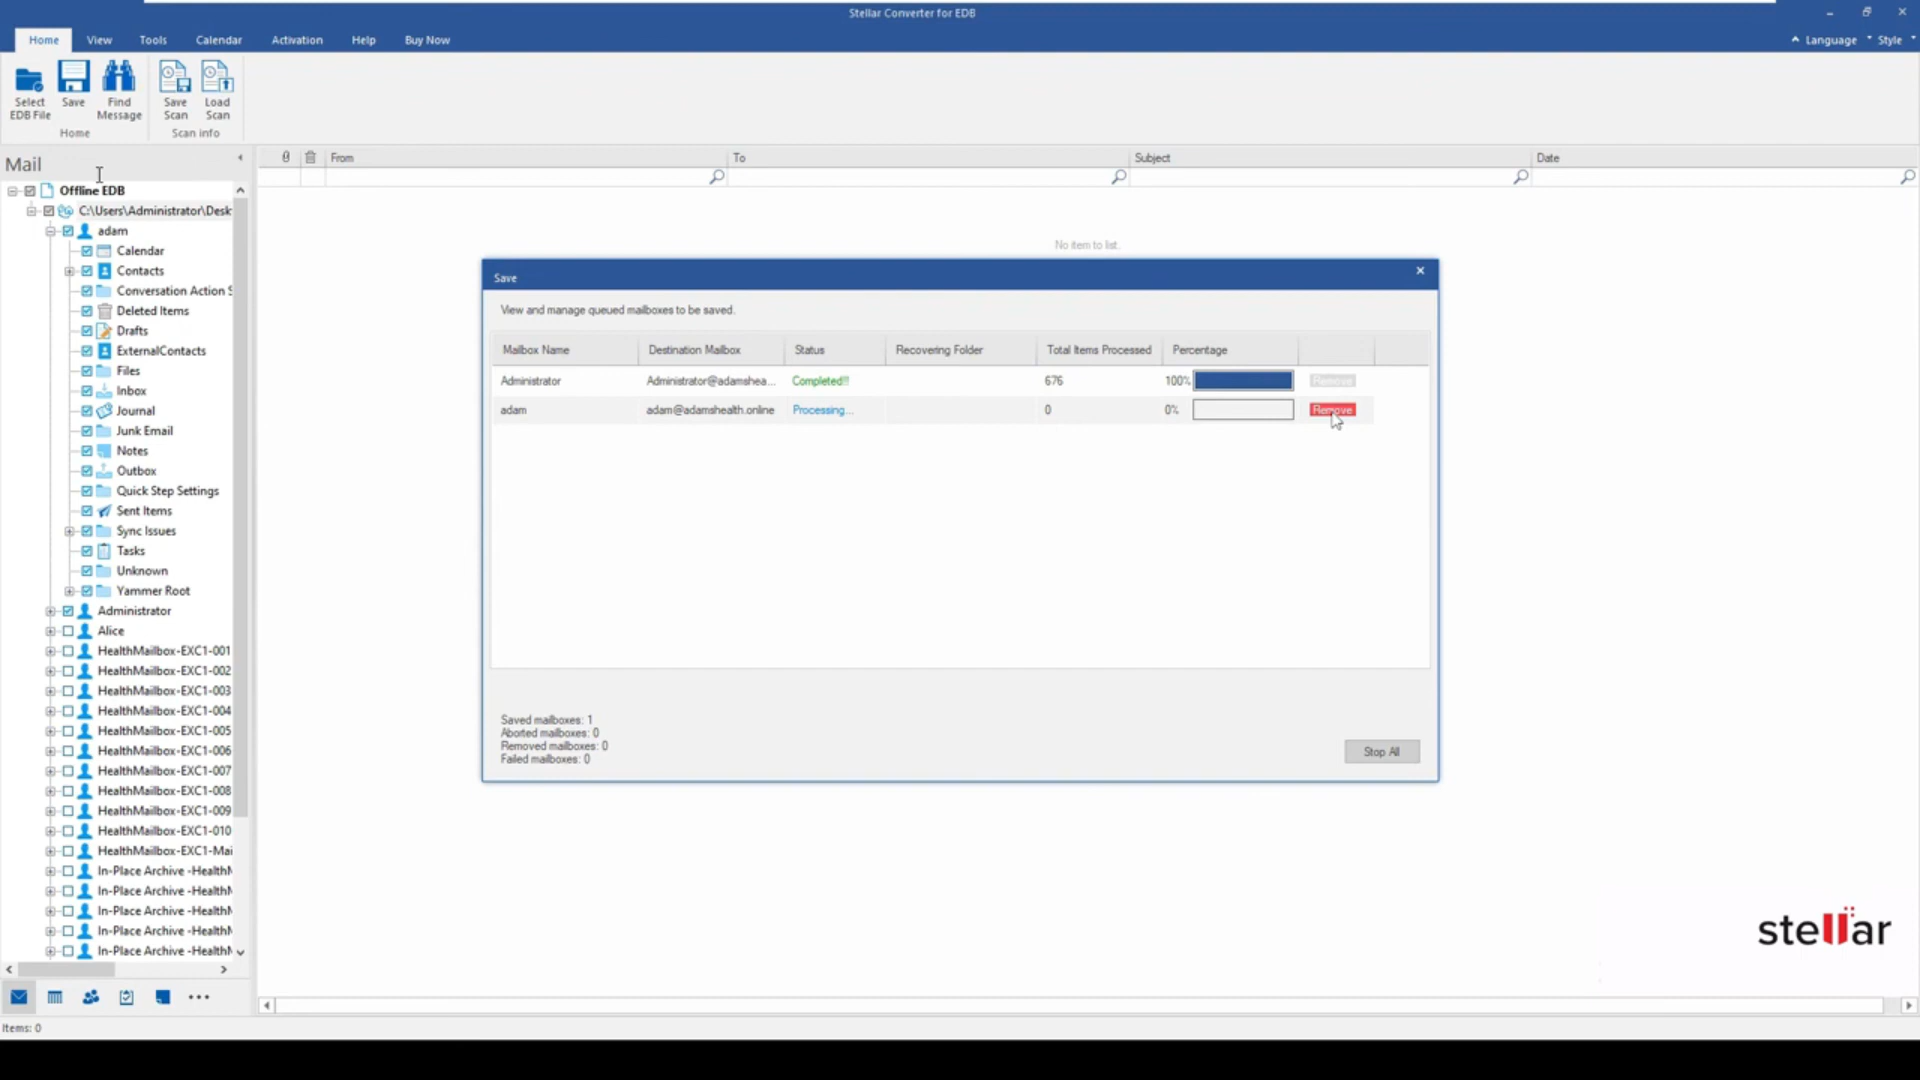 Stellar Converter for EDB
Home View Tools Calendar Activation Help Buy Now
Language Style
Select EDB File
Save
Find Message
Save Scan
Load Scan
Home
Scan info
Mail
From To Subject Date
Offline EDB
C:\Users\Administrator\Desk
adam
Calendar
Contacts
Conversation Action S
Deleted Items
Drafts
ExternalContacts
Files
Inbox
Journal
Junk Email
Notes
Outbox
Quick Step Settings
Sent Items
Sync Issues
Tasks
Unknown
Yammer Root
Administrator
Alice
HealthMailbox-EXC1-001
HealthMailbox-EXC1-002
HealthMailbox-EXC1-003
HealthMailbox-EXC1-004
HealthMailbox-EXC1-005
HealthMailbox-EXC1-006
HealthMailbox-EXC1-007
HealthMailbox-EXC1-008
HealthMailbox-EXC1-009
HealthMailbox-EXC1-010
HealthMailbox-EXC1-Mai
In-Place Archive -HealthM
In-Place Archive -HealthM
In-Place Archive -HealthM
In-Place Archive -HealthM
In-Place Archive -HealthM
Items: 0
No item to list.
Save
View and manage queued mailboxes to be saved.
Mailbox Name Destination Mailbox Status Recovering Folder Total Items Processed Percentage
Administrator Administrator@adamshea... Completed!! 676 100% Remove
adam adam@adamshealth.online Processing... 0 0% Remove
Saved mailboxes: 1
Aborted mailboxes: 0
Removed mailboxes: 0
Failed mailboxes: 0
Stop All
stellar